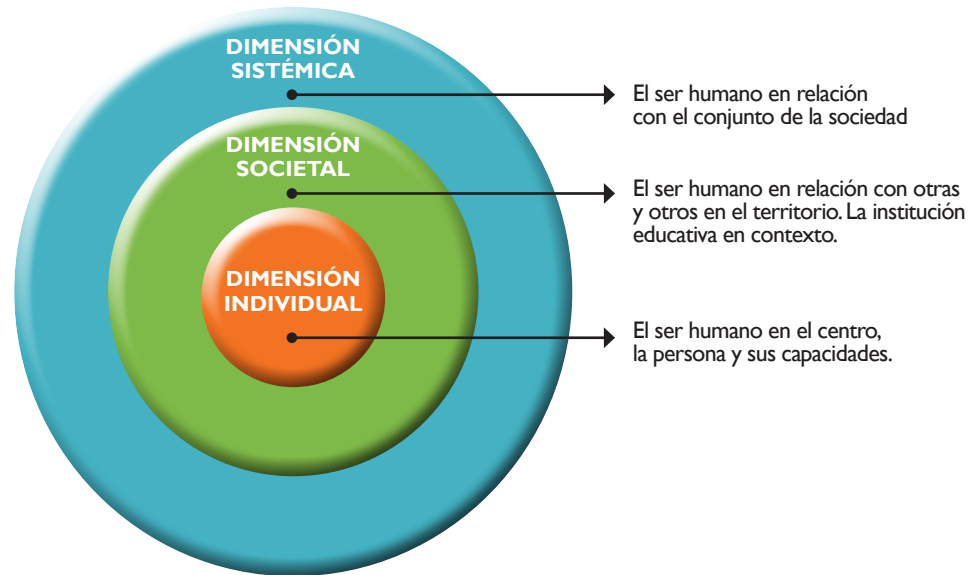 DIMENSIÓN
SISTÉMICA
El ser humano en relación
con el conjunto de la sociedad
DIMENSIÓN
SOCIETAL
El ser humano en relación con otras
y otros en el territorio. La institución
educativa en contexto.
DIMENSIÓN
INDIVIDUAL
El ser humano en el centro,
la persona y sus capacidades.